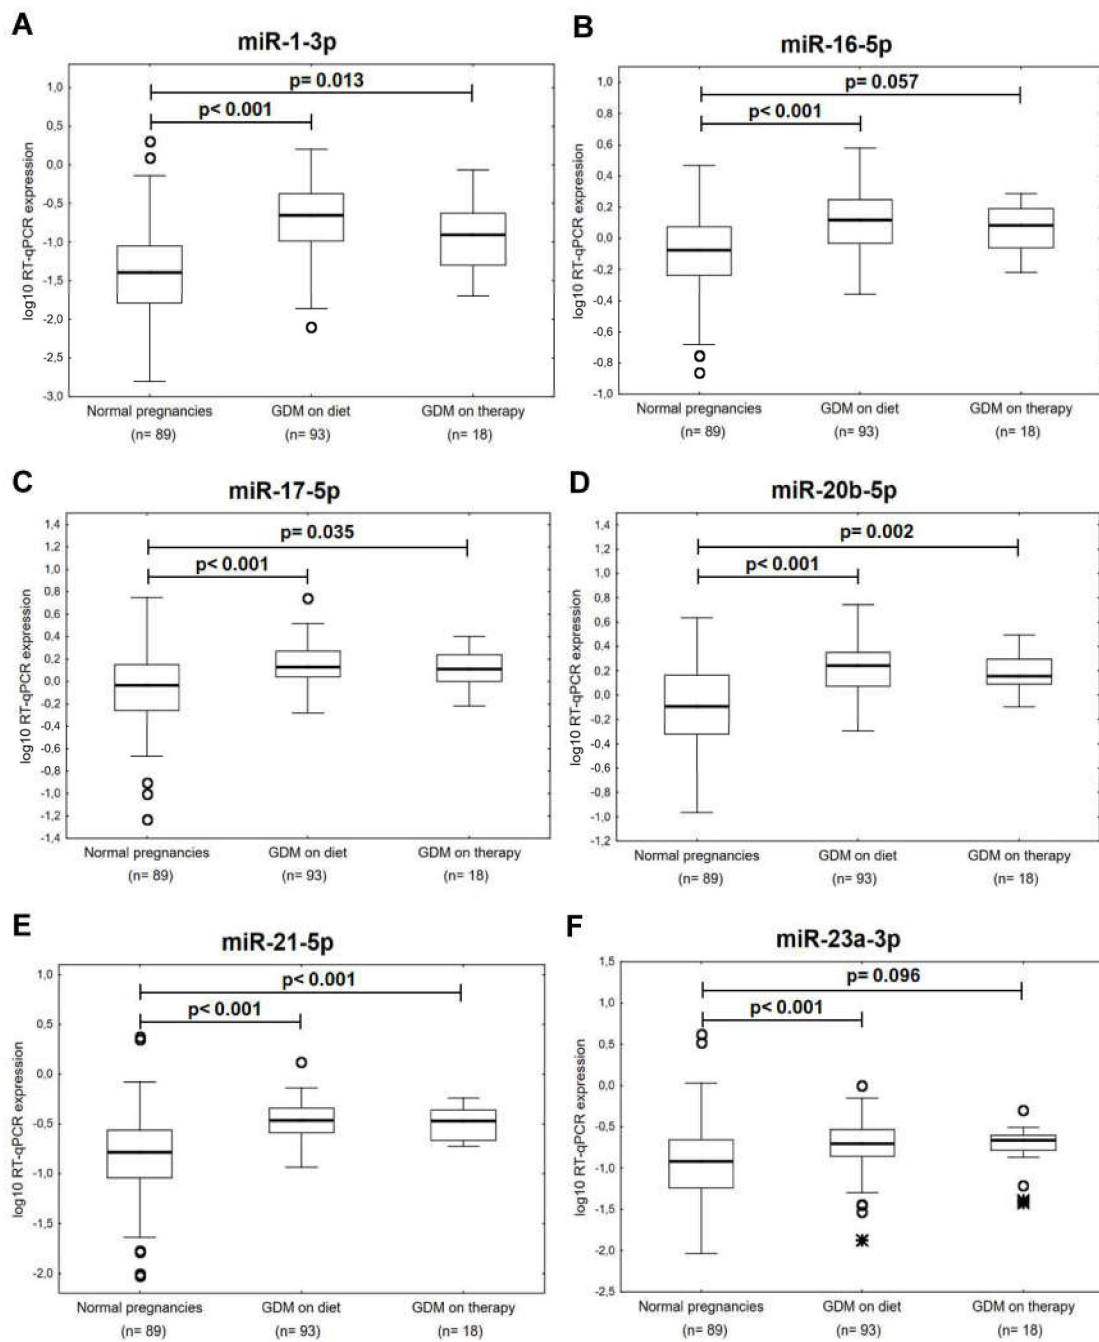 A
miR-1-3p
p= 0.013
p< 0.001
log10 RT-qPCR expression
1,0
0,5
0,0
-0,5
-1,0
-1,5
-2,0
-2,5
-3,0
Normal pregnancies GDM on diet GDM on therapy
(n= 89) (n= 93) (n= 18)
B
miR-16-5p
p= 0.057
p< 0.001
log10 RT-qPCR expression
1,0
0,8
0,6
0,4
0,2
0,0
-0,2
-0,4
-0,6
-0,8
-1,0
Normal pregnancies GDM on diet GDM on therapy
(n= 89) (n= 93) (n= 18)
C
miR-17-5p
p= 0.035
p< 0.001
log10 RT-qPCR expression
1,4
1,2
1,0
0,8
0,6
0,4
0,2
0,0
-0,2
-0,4
-0,6
-0,8
-1,0
-1,2
-1,4
Normal pregnancies GDM on diet GDM on therapy
(n= 89) (n= 93) (n= 18)
D
miR-20b-5p
p= 0.002
p< 0.001
log10 RT-qPCR expression
1,4
1,2
1,0
0,8
0,6
0,4
0,2
0,0
-0,2
-0,4
-0,6
-0,8
-1,0
-1,2
Normal pregnancies GDM on diet GDM on therapy
(n= 89) (n= 93) (n= 18)
E
miR-21-5p
p< 0.001
p< 0.001
log10 RT-qPCR expression
1,0
0,5
0,0
-0,5
-1,0
-1,5
-2,0
Normal pregnancies GDM on diet GDM on therapy
(n= 89) (n= 93) (n= 18)
F
miR-23a-3p
p= 0.096
p< 0.001
log10 RT-qPCR expression
1,5
1,0
0,5
0,0
-0,5
-1,0
-1,5
-2,0
-2,5
Normal pregnancies GDM on diet GDM on therapy
(n= 89) (n= 93) (n= 18)